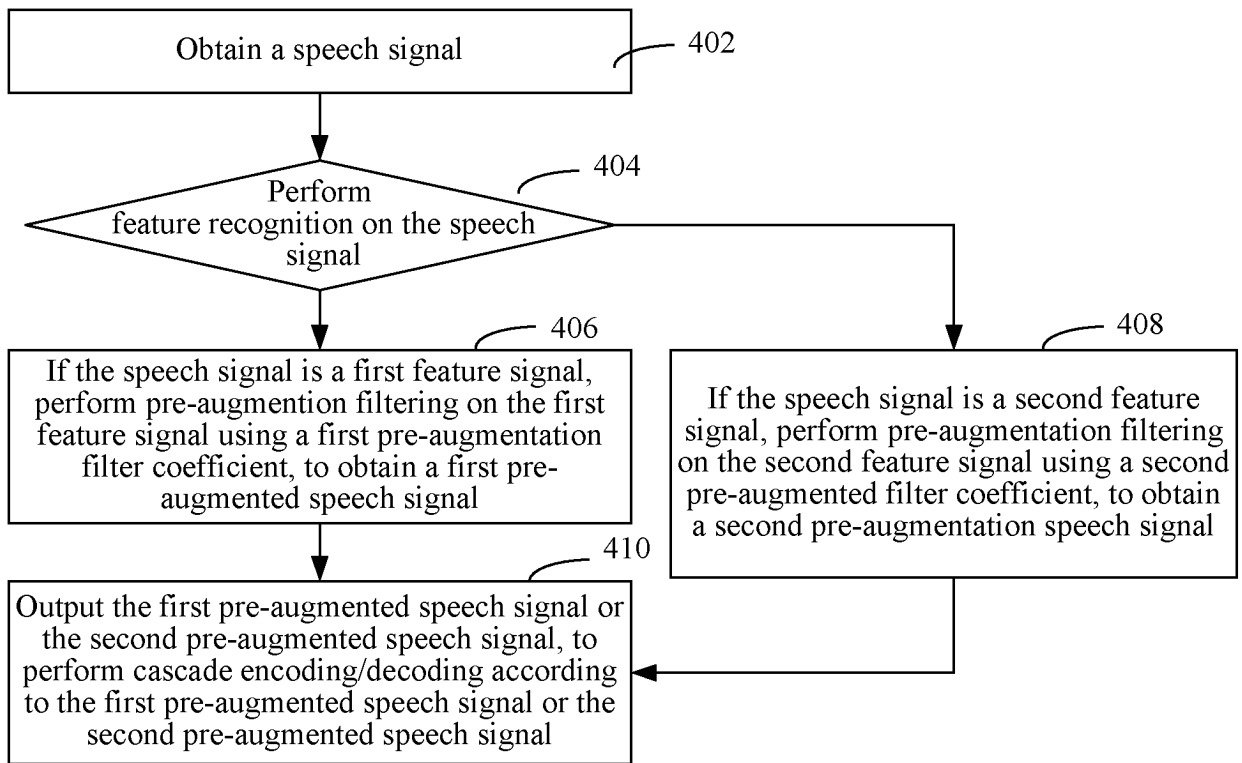 Obtain a speech signal
402
404
Perform
feature recognition on the speech
signal
406
If the speech signal is a first feature signal,
perform pre-augmention filtering on the first
feature signal using a first pre-augmentation
filter coefficient, to obtain a first pre-
augmented speech signal
408
If the speech signal is a second feature
signal, perform pre-augmentation filtering
on the second feature signal using a second
pre-augmented filter coefficient, to obtain
a second pre-augmentation speech signal
410
Output the first pre-augmented speech signal or
the second pre-augmented speech signal, to
perform cascade encoding/decoding according
to the first pre-augmented speech signal or the
second pre-augmented speech signal